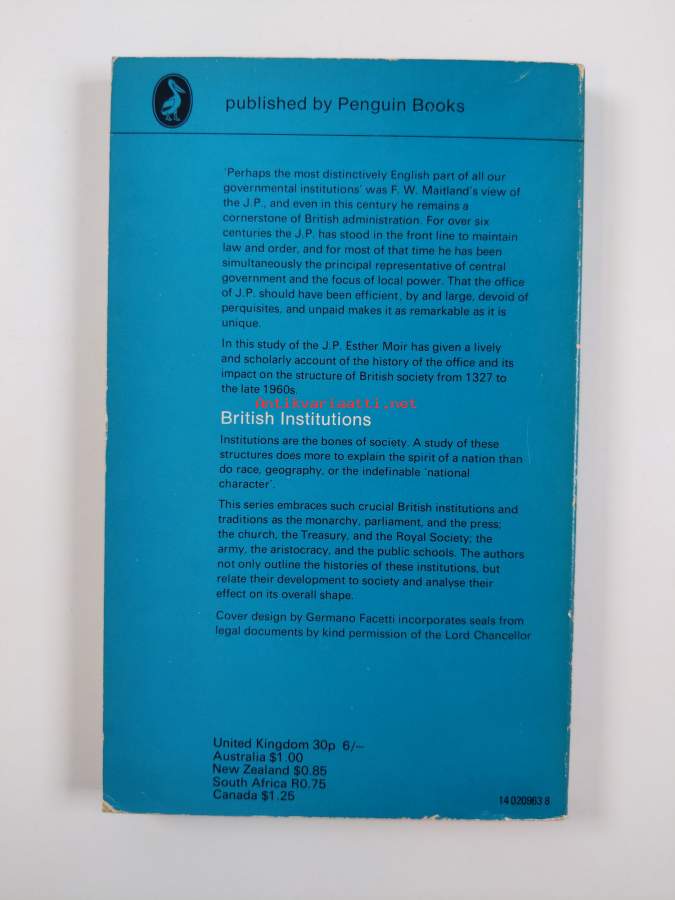 published by Penguin Books
'Perhaps the most distinctively English part of all our
governmental institutions' was F. W. Maitland's view of
the J.P., and even in this century he remains a
cornerstone of British administration. For over six
centuries the J.P. has stood in the front line to maintain
law and order, and for most of that time he has been
simultaneously the principal representative of central
government and the focus of local power. That the office
of J.P. should have been efficient, by and large, devoid of
perquisites, and unpaid makes it as remarkable as it is
unique.
In this study of the J.P. Esther Moir has given a lively
and scholarly account of the history of the office and its
impact on the structure of British society from 1327 to
the late 1960s.
Antikvariaatti.net
British Institutions
Institutions are the bones of society. A study of these
structures does more to explain the spirit of a nation than
do race, geography, or the indefinable 'national
character'.
This series embraces such crucial British institutions and
traditions as the monarchy, parliament, and the press;
the church, the Treasury, and the Royal Society; the
army, the aristocracy, and the public schools. The authors
not only outline the histories of these institutions, but
relate their development to society and analyse their
effect on its overall shape.
Cover design by Germano Facetti incorporates seals from
legal documents by kind permission of the Lord Chancellor
United Kingdom 30p 6/-
Australia $1.00
New Zealand $0.85
South Africa R0.75
Canada $1.25
14 020963 8